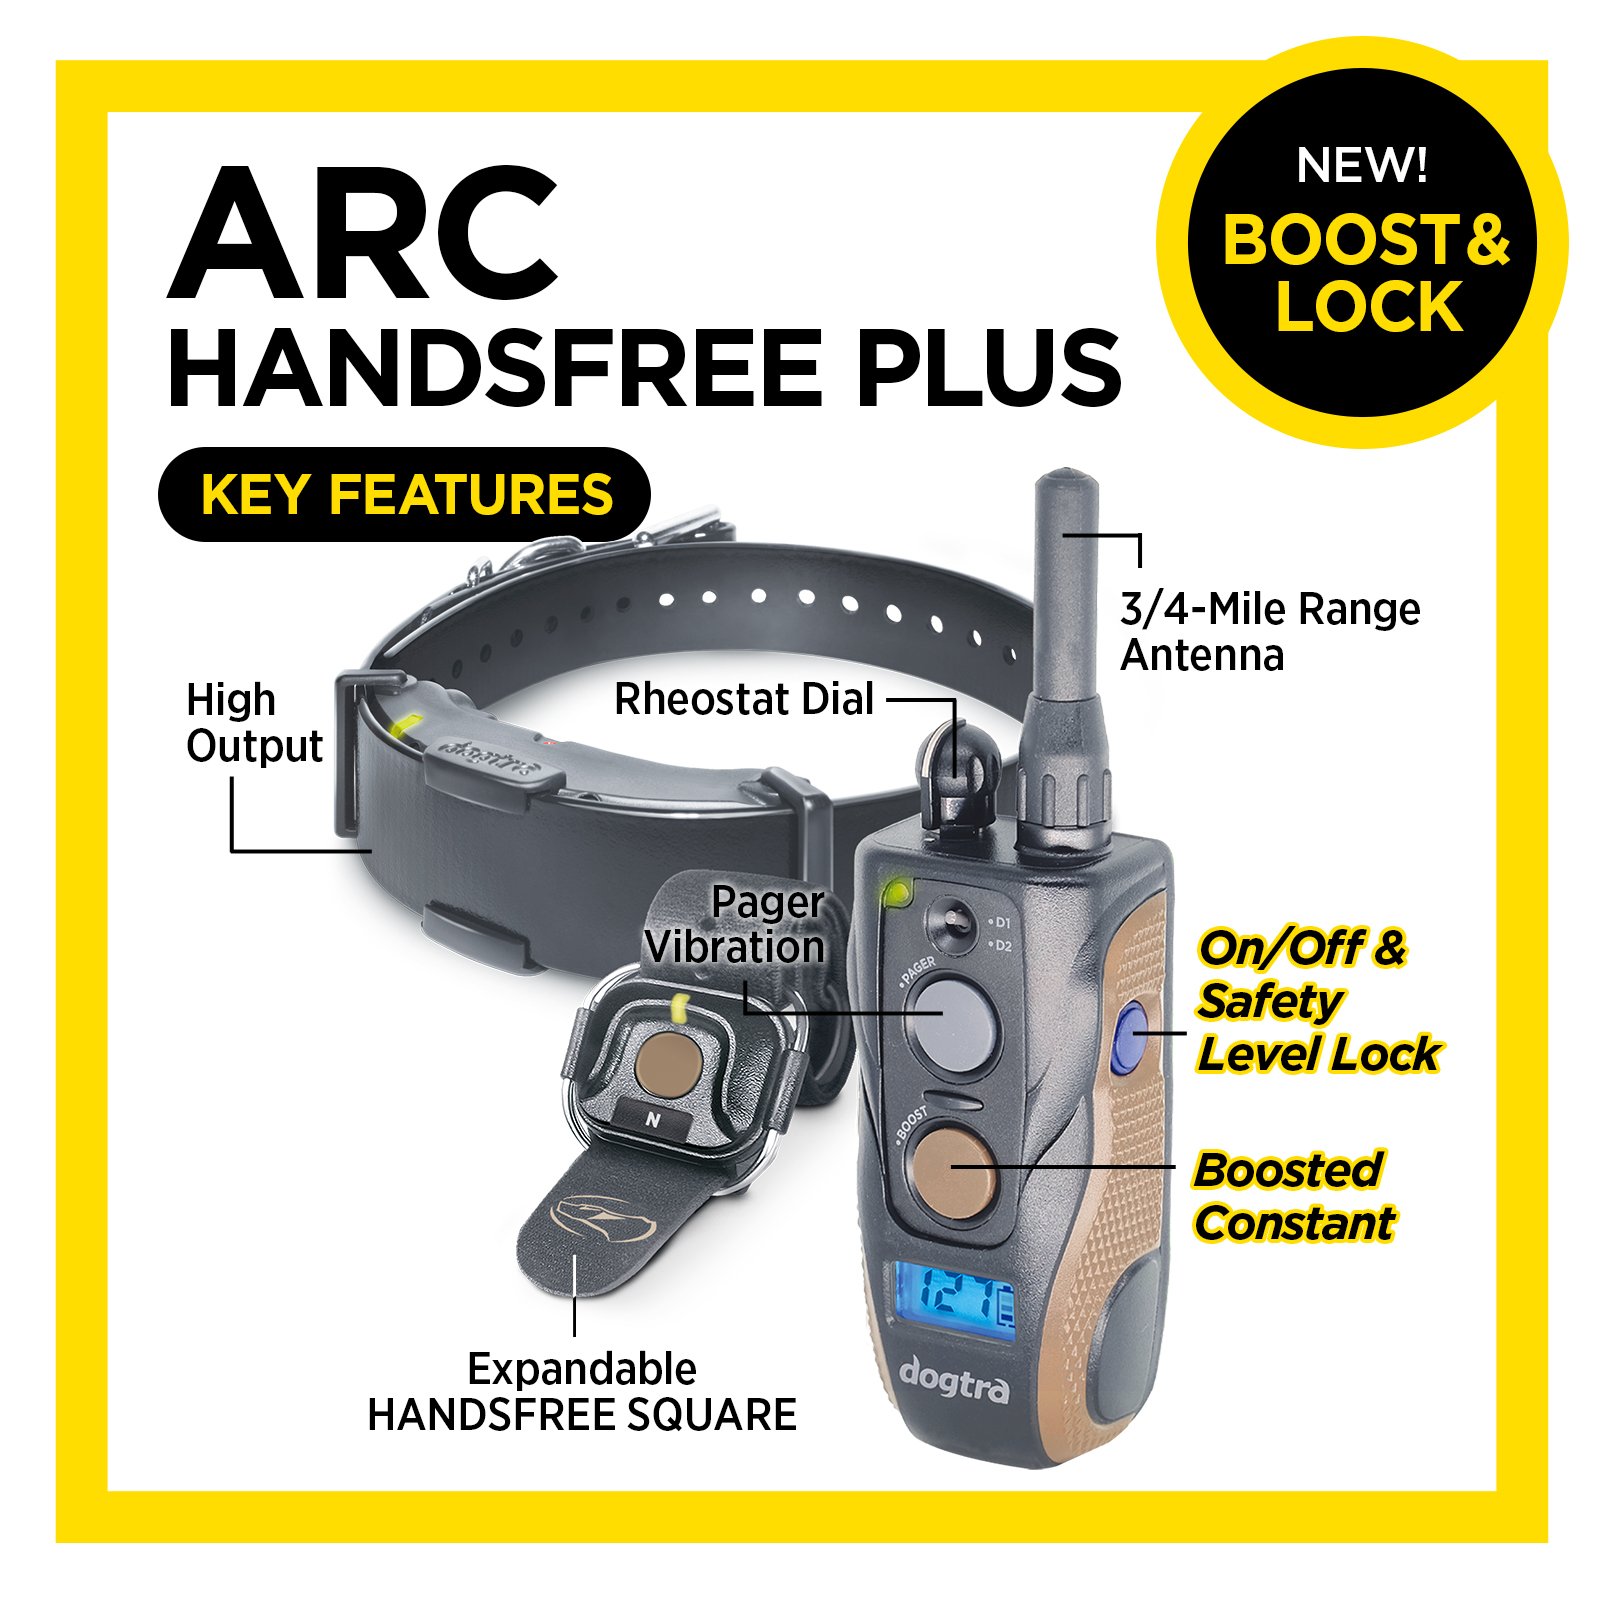 ARC
HANDSFREE PLUS
NEW!
BOOST &
LOCK
KEY FEATURES
3/4-Mile Range
Antenna
Rheostat Dial
High
Output
dogtra
Pager
Vibration
• D1
• D2
• PAGER
On/Off &
Safety
Level Lock
• BOOST
N
Boosted
Constant
127
dogtra
Expandable
HANDSFREE SQUARE